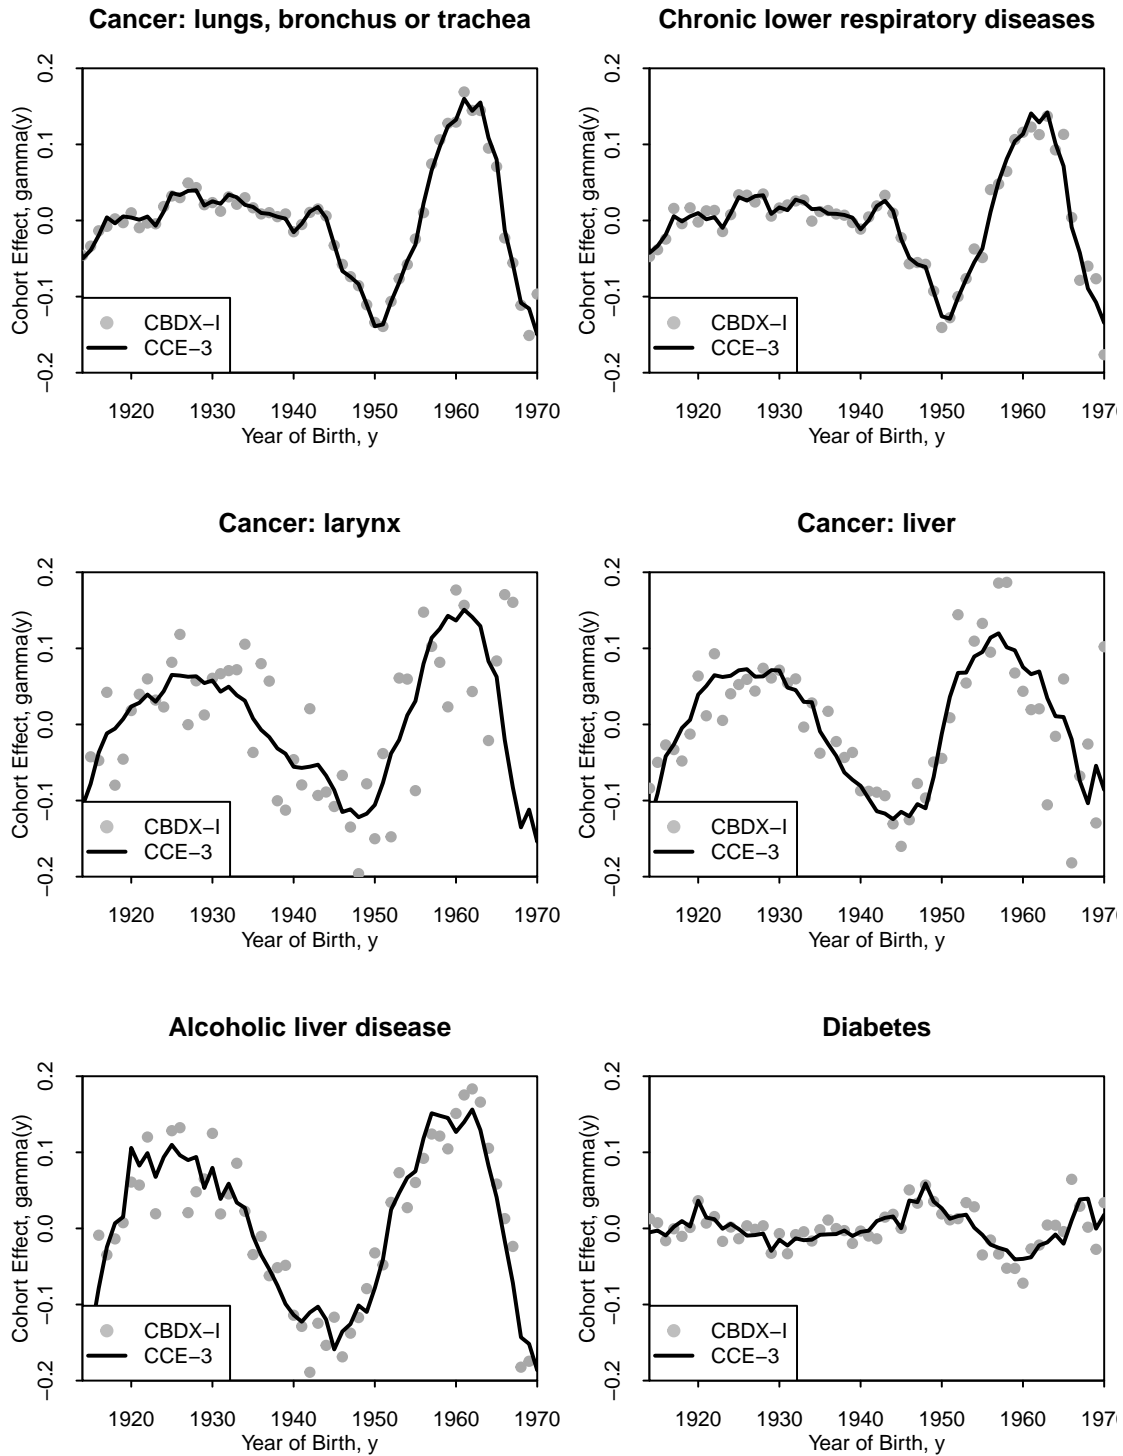 Cancer: lungs, bronchus or trachea
Cohort Effect, gamma(y)
0.2
0.1
0.0
−0.1
−0.2
CBDX−I
CCE−3
1920 1930 1940 1950 1960 1970
Year of Birth, y
Chronic lower respiratory diseases
Cohort Effect, gamma(y)
0.2
0.1
0.0
−0.1
−0.2
CBDX−I
CCE−3
1920 1930 1940 1950 1960 197
Year of Birth, y
Cancer: larynx
Cohort Effect, gamma(y)
0.2
0.1
0.0
−0.1
−0.2
CBDX−I
CCE−3
1920 1930 1940 1950 1960 1970
Year of Birth, y
Cancer: liver
Cohort Effect, gamma(y)
0.2
0.1
0.0
−0.1
−0.2
CBDX−I
CCE−3
1920 1930 1940 1950 1960 197
Year of Birth, y
Alcoholic liver disease
Cohort Effect, gamma(y)
0.2
0.1
0.0
−0.1
−0.2
CBDX−I
CCE−3
1920 1930 1940 1950 1960 1970
Year of Birth, y
Diabetes
Cohort Effect, gamma(y)
0.2
0.1
0.0
−0.1
−0.2
CBDX−I
CCE−3
1920 1930 1940 1950 1960 197
Year of Birth, y